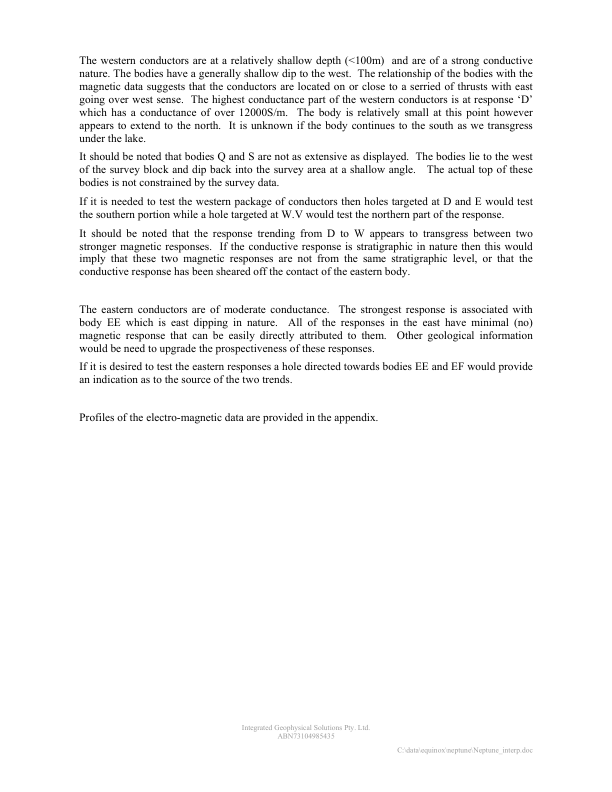 The western conductors are at a relatively shallow depth (<100m)  and are of a strong conductive
nature. The bodies have a generally shallow dip to the west.  The relationship of the bodies with the
magnetic data suggests that the conductors are located on or close to a serried of thrusts with east
going over west sense.  The highest conductance part of the western conductors is at response ‘D’
which has a conductance of over 12000S/m.  The body is relatively small at this point however
appears to extend to the north.  It is unknown if the body continues to the south as we transgress
under the lake.
It should be noted that bodies Q and S are not as extensive as displayed.  The bodies lie to the west
of the survey block and dip back into the survey area at a shallow angle.   The actual top of these
bodies is not constrained by the survey data.
If it is needed to test the western package of conductors then holes targeted at D and E would test
the southern portion while a hole targeted at W.V would test the northern part of the response.
It should be noted that the response trending from D to W appears to transgress between two
stronger magnetic responses.  If the conductive response is stratigraphic in nature then this would
imply that these two magnetic responses are not from the same stratigraphic level, or that the
conductive response has been sheared off the contact of the eastern body.
The eastern conductors are of moderate conductance.  The strongest response is associated with
body EE which is east dipping in nature.  All of the responses in the east have minimal (no)
magnetic response that can be easily directly attributed to them.  Other geological information
would be need to upgrade the prospectiveness of these responses.
If it is desired to test the eastern responses a hole directed towards bodies EE and EF would provide
an indication as to the source of the two trends.
Profiles of the electro-magnetic data are provided in the appendix.
Integrated Geophysical Solutions Pty. Ltd.
ABN73104985435
C:\data\equinox\neptune\Neptune_interp.doc